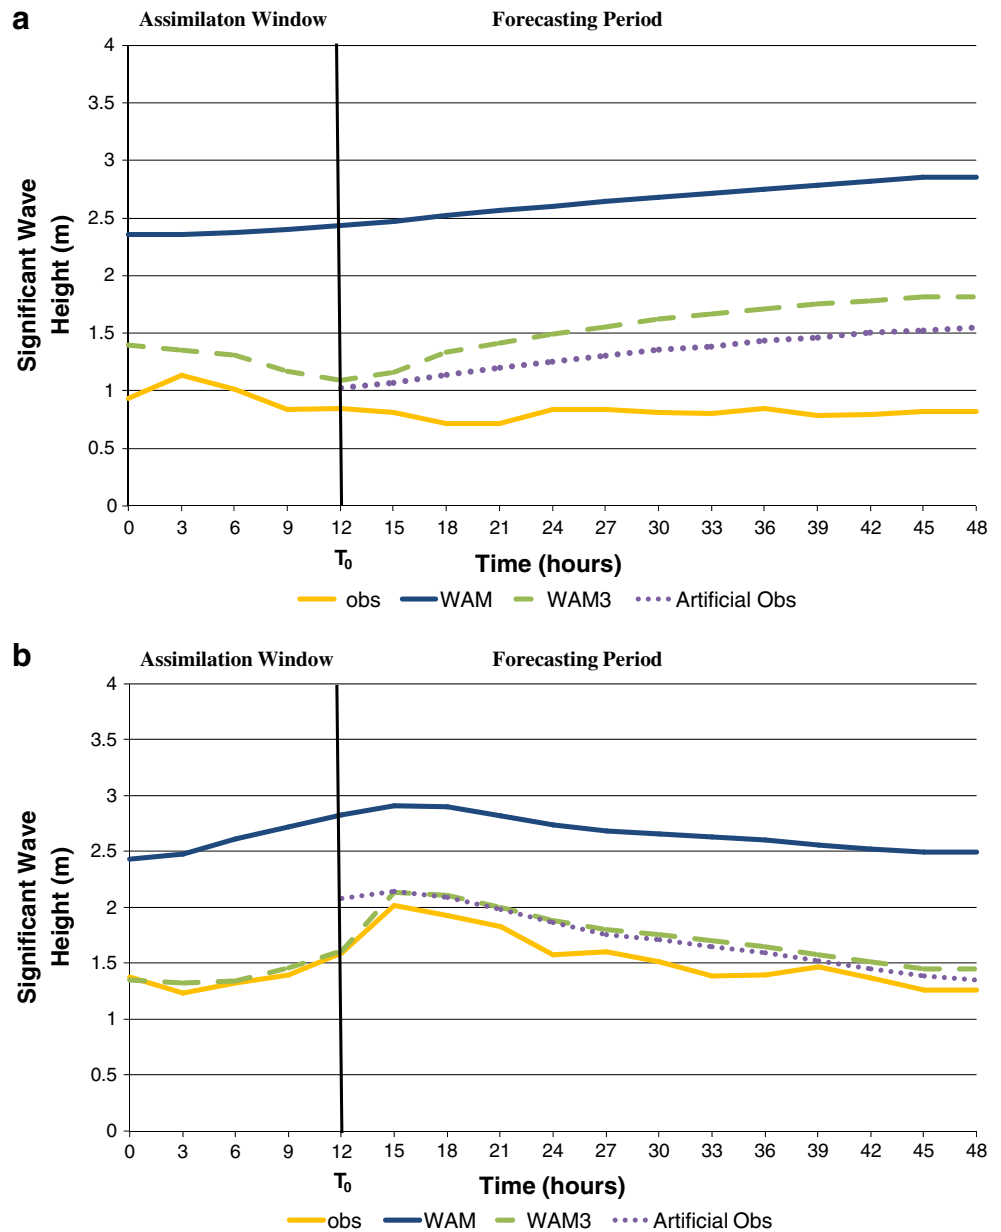 a
Assimilaton Window Forecasting Period
4
3.5
3
2.5
2
1.5
1
0.5
0
Significant Wave
Height (m)
0 3 6 9 12 15 18 21 24 27 30 33 36 39 42 45 48
T0 Time (hours)
obs WAM WAM3 Artificial Obs
b
Assimilation Window Forecasting Period
4
3.5
3
2.5
2
1.5
1
0.5
0
Significant Wave
Height (m)
0 3 6 9 12 15 18 21 24 27 30 33 36 39 42 45 48
T0 Time (hours)
obs WAM WAM3 Artificial Obs